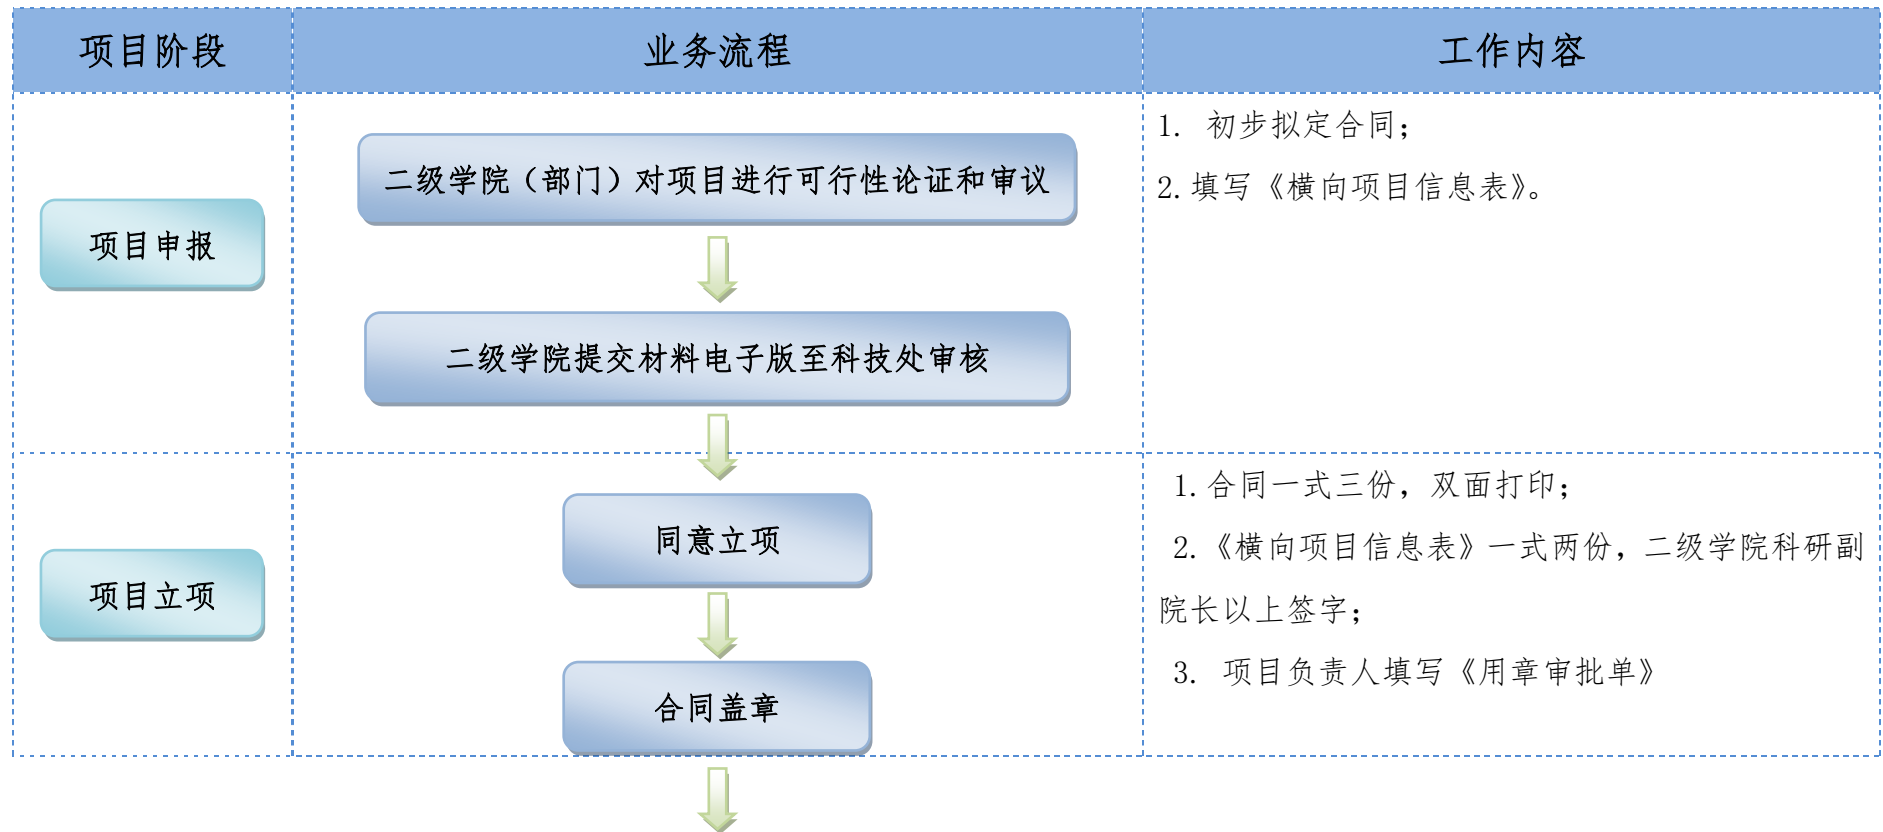 项目阶段
业务流程
工作内容
项目申报
二级学院（部门）对项目进行可行性论证和审议
二级学院提交材料电子版至科技处审核
1. 初步拟定合同；
2.填写《横向项目信息表》。
项目立项
同意立项
合同盖章
1.合同一式三份，双面打印；
2.《横向项目信息表》一式两份，二级学院科研副
院长以上签字；
3. 项目负责人填写《用章审批单》